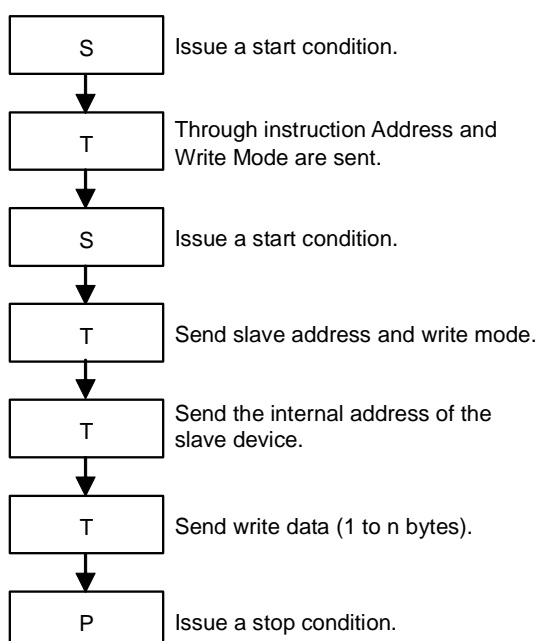 S
Issue a start condition.
T
Through instruction Address and
Write Mode are sent.
S
Issue a start condition.
T
Send slave address and write mode.
T
Send the internal address of the
slave device.
T
Send write data (1 to n bytes).
P
Issue a stop condition.